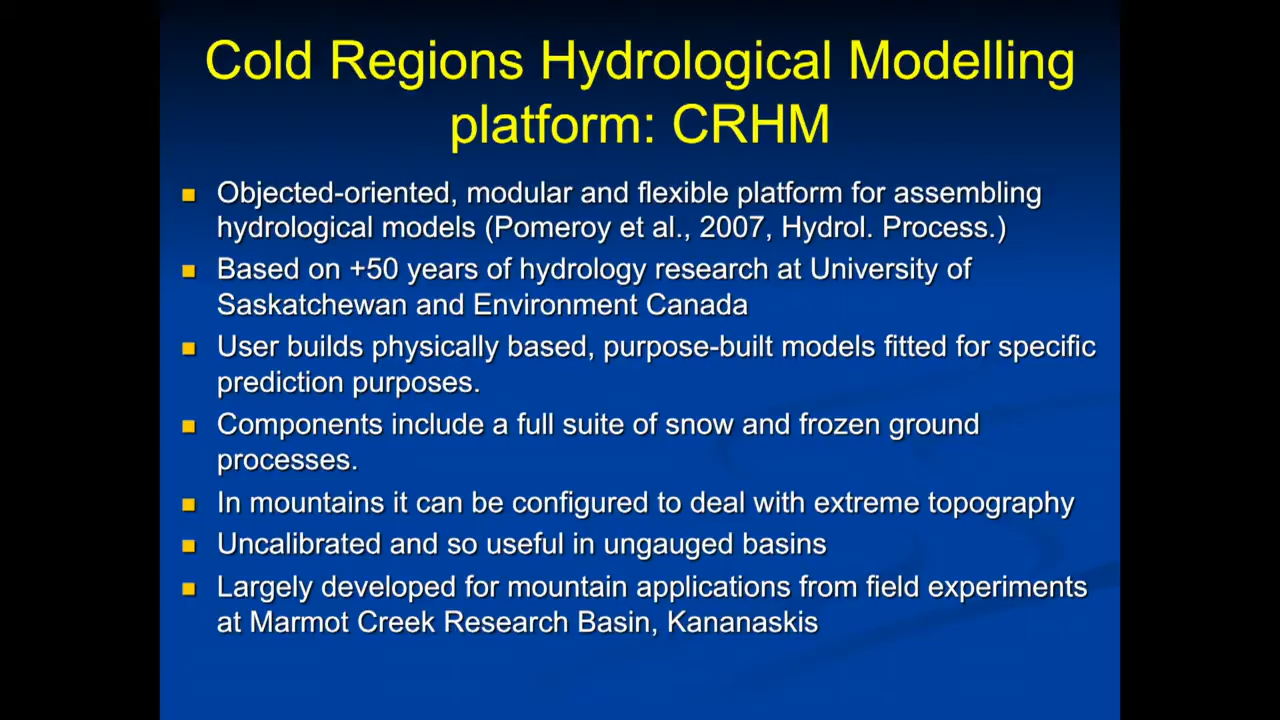 Cold Regions Hydrological Modelling
platform: CRHM
Objected-oriented, modular and flexible platform for assembling
hydrological models (Pomeroy et al., 2007, Hydrol. Process.)
Based on +50 years of hydrology research at University of
Saskatchewan and Environment Canada
User builds physically based, purpose-built models fitted for specific
prediction purposes.
Components include a full suite of snow and frozen ground
processes.
In mountains it can be configured to deal with extreme topography
Uncalibrated and so useful in ungauged basins
Largely developed for mountain applications from field experiments
at Marmot Creek Research Basin, Kananaskis